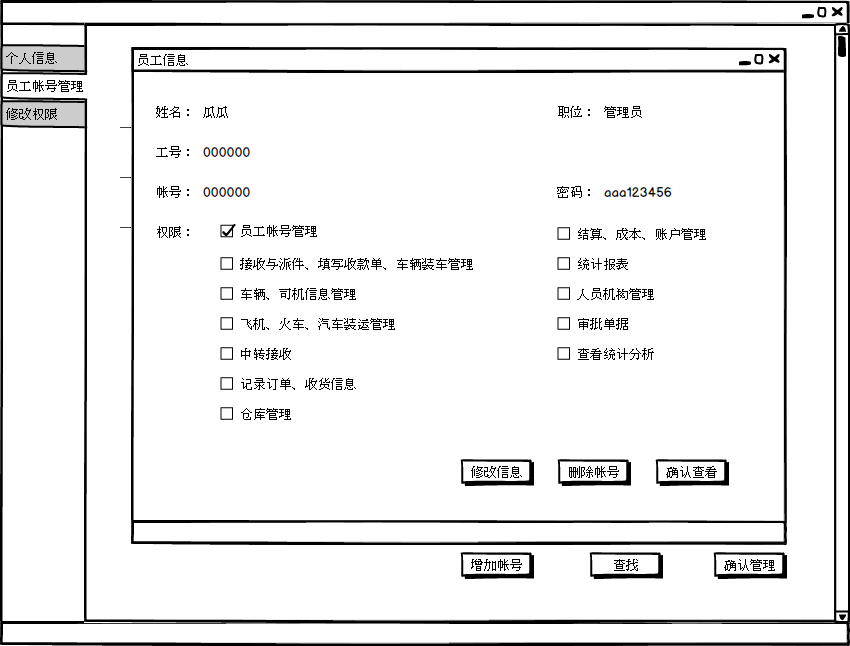 个人信息
员工帐号管理
修改权限
员工信息
姓名： 瓜瓜 职位： 管理员
工号： 000000
帐号： 000000 密码： aaa123456
权限： 员工帐号管理 结算、成本、账户管理
接收与派件、填写收款单、车辆装车管理 统计报表
车辆、司机信息管理 人员机构管理
飞机、火车、汽车装运管理 审批单据
中转接收 查看统计分析
记录订单、收货信息
仓库管理
修改信息 删除帐号 确认查看
增加帐号 查找 确认管理